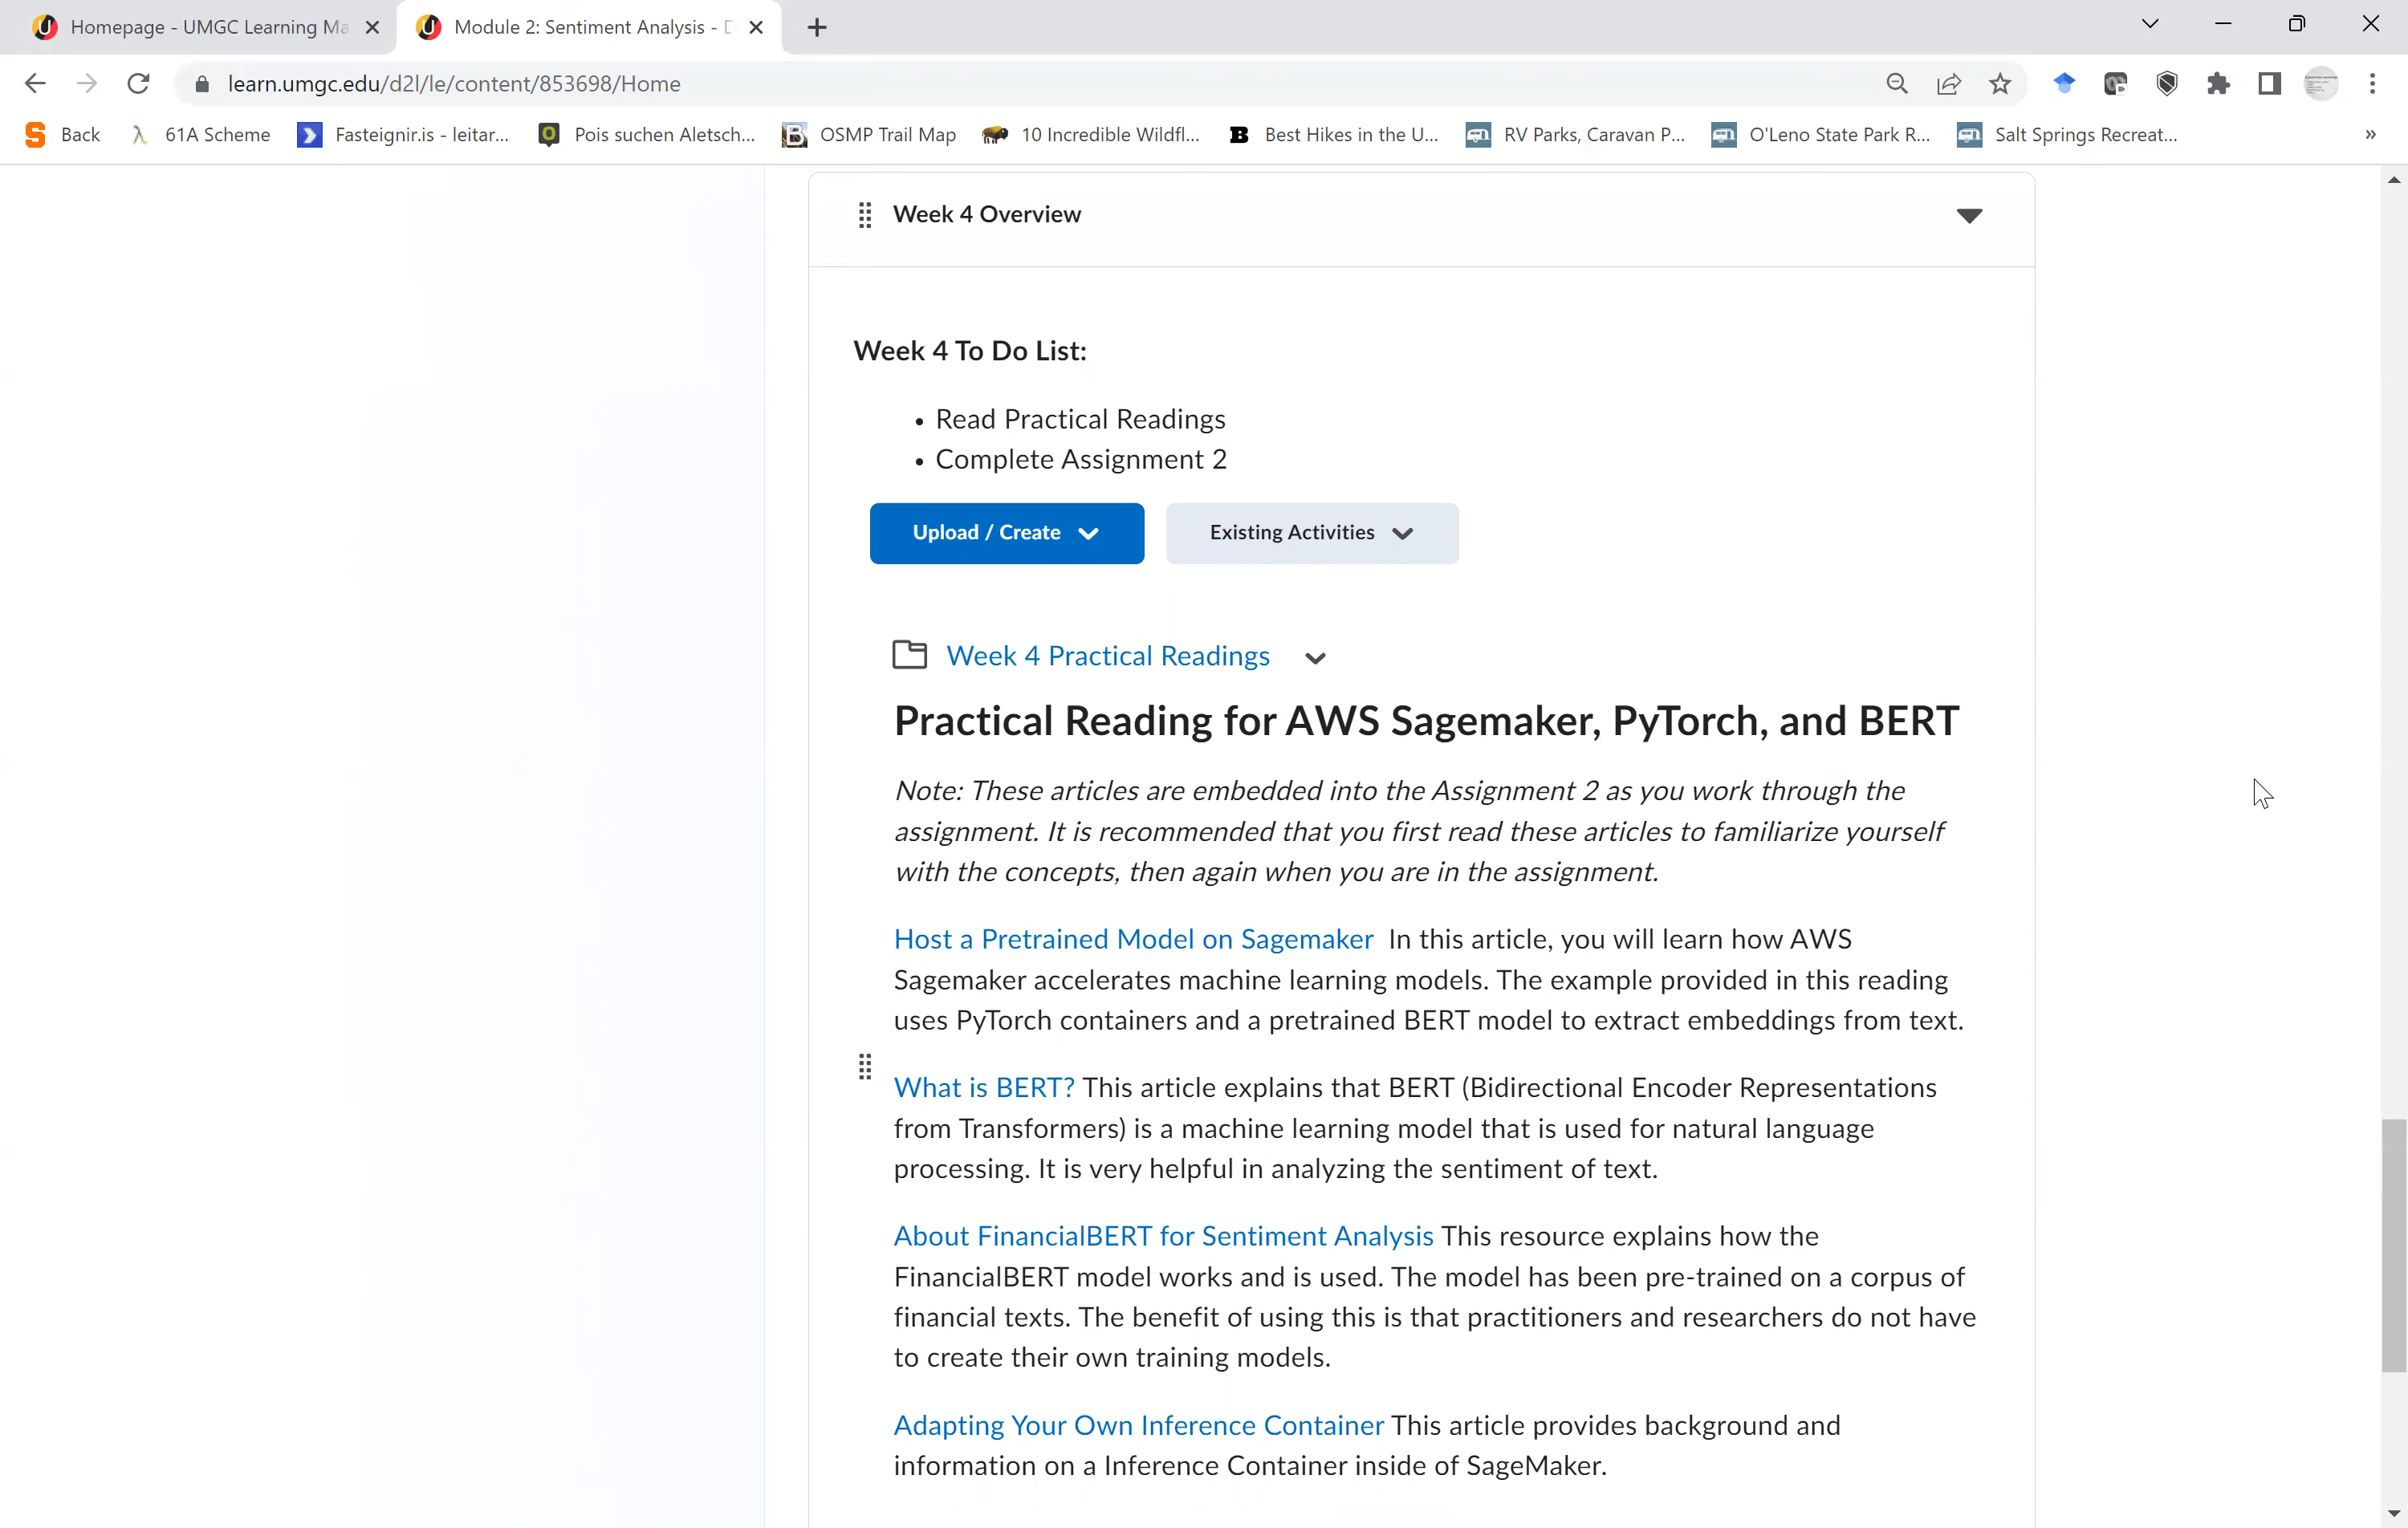 Homepage - UMGC Learning Ma
Module 2: Sentiment Analysis - D
learn.umgc.edu/d2l/le/content/853698/Home
Back
61A Scheme
Fasteignir.is - leitar...
Pois suchen Aletsch...
OSMP Trail Map
10 Incredible Wildfl...
Best Hikes in the U...
RV Parks, Caravan P...
O'Leno State Park R...
Salt Springs Recreat...
»
Week 4 Overview
Week 4 To Do List:
• Read Practical Readings
• Complete Assignment 2
Upload / Create
Existing Activities
Week 4 Practical Readings
Practical Reading for AWS Sagemaker, PyTorch, and BERT
Note: These articles are embedded into the Assignment 2 as you work through the
assignment. It is recommended that you first read these articles to familiarize yourself
with the concepts, then again when you are in the assignment.
Host a Pretrained Model on Sagemaker In this article, you will learn how AWS
Sagemaker accelerates machine learning models. The example provided in this reading
uses PyTorch containers and a pretrained BERT model to extract embeddings from text.
What is BERT? This article explains that BERT (Bidirectional Encoder Representations
from Transformers) is a machine learning model that is used for natural language
processing. It is very helpful in analyzing the sentiment of text.
About FinancialBERT for Sentiment Analysis This resource explains how the
FinancialBERT model works and is used. The model has been pre-trained on a corpus of
financial texts. The benefit of using this is that practitioners and researchers do not have
to create their own training models.
Adapting Your Own Inference Container This article provides background and
information on a Inference Container inside of SageMaker.